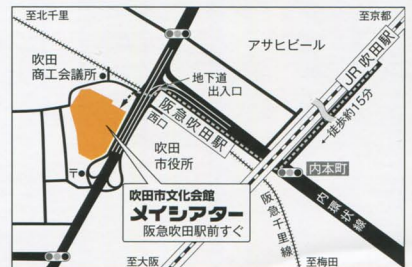 至北千里
至京都
アサヒビール
吹田
商工会議所
地下道
出入口
JR吹田駅
徒歩約15分
阪急吹田駅
西口
吹田
市役所
内本町
吹田市文化会館
メイシアター
阪急吹田駅前すぐ
内環状線
阪急千里線
至大阪
至梅田